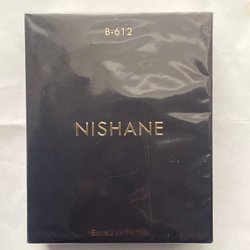 B-612
NISHANE
Extrait de Parfum